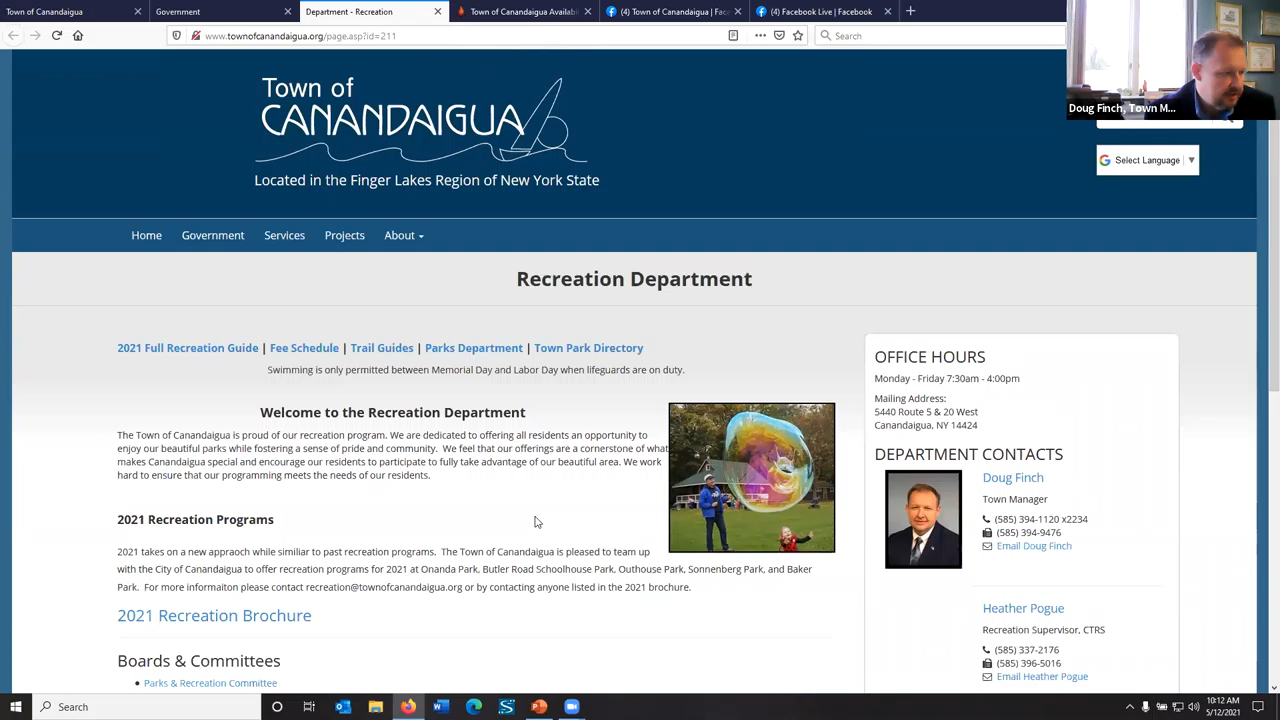 Town of Canandaigua
Government
Department - Recreation
Town of Canandaigua Availabl
(4) Town of Canandaigua | Face
(4) Facebook Live | Facebook
www.townofcanandaigua.org/page.asp?id=211
Search
Doug Finch, Town M...
Town of
CANANDAIGUA
Located in the Finger Lakes Region of New York State
Select Language
Home Government Services Projects About
Recreation Department
2021 Full Recreation Guide | Fee Schedule | Trail Guides | Parks Department | Town Park Directory
Swimming is only permitted between Memorial Day and Labor Day when lifeguards are on duty.
Welcome to the Recreation Department
The Town of Canandaigua is proud of our recreation program. We are dedicated to offering all residents an opportunity to
enjoy our beautiful parks while fostering a sense of pride and community. We feel that our offerings are a cornerstone of what
makes Canandaigua special and encourage our residents to participate to fully take advantage of our beautiful area. We work
hard to ensure that our programming meets the needs of our residents.
2021 Recreation Programs
2021 takes on a new appraoch while similiar to past recreation programs. The Town of Canandaigua is pleased to team up
with the City of Canandaigua to offer recreation programs for 2021 at Onanda Park, Butler Road Schoolhouse Park, Outhouse Park, Sonnenberg Park, and Baker
Park. For more informaiton please contact recreation@townofcanandaigua.org or by contacting anyone listed in the 2021 brochure.
2021 Recreation Brochure
Boards & Committees
Parks & Recreation Committee
OFFICE HOURS
Monday - Friday 7:30am - 4:00pm
Mailing Address:
5440 Route 5 & 20 West
Canandaigua, NY 14424
DEPARTMENT CONTACTS
Doug Finch
Town Manager
(585) 394-1120 x2234
(585) 394-9476
Email Doug Finch
Heather Pogue
Recreation Supervisor, CTRS
(585) 337-2176
(585) 396-5016
Email Heather Pogue
Search
10:12 AM
5/12/2021